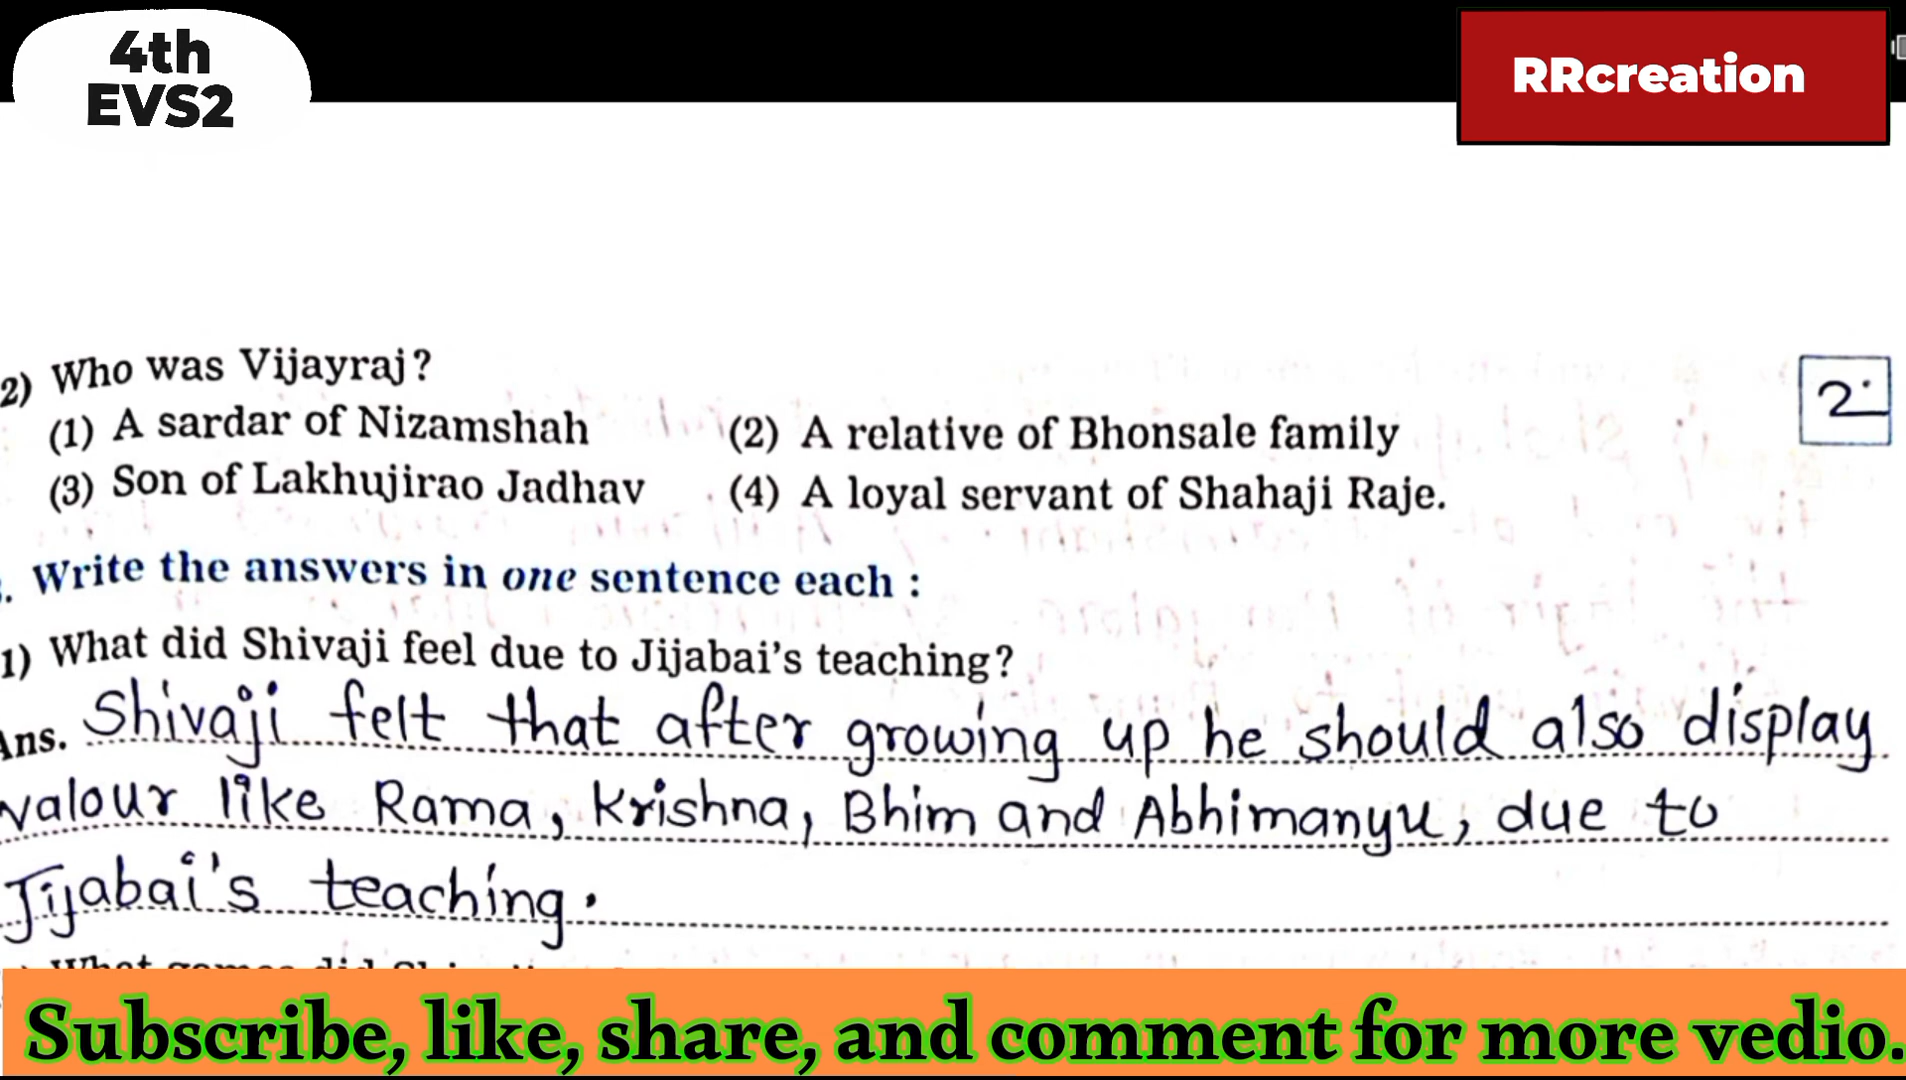 4th
EVS2
RRcreation
2) Who was Vijayraj?
2
(1) A sardar of Nizamshah (2) A relative of Bhonsale family
(3) Son of Lakhujirao Jadhav (4) A loyal servant of Shahaji Raje.
. Write the answers in one sentence each :
1) What did Shivaji feel due to Jijabai's teaching?
Ans. Shivaji felt that after growing up he should also display
valour like Rama, Krishna, Bhim and Abhimanyu, due to
Jijabai's teaching.
What games did
Subscribe, like, share, and comment for more vedio.